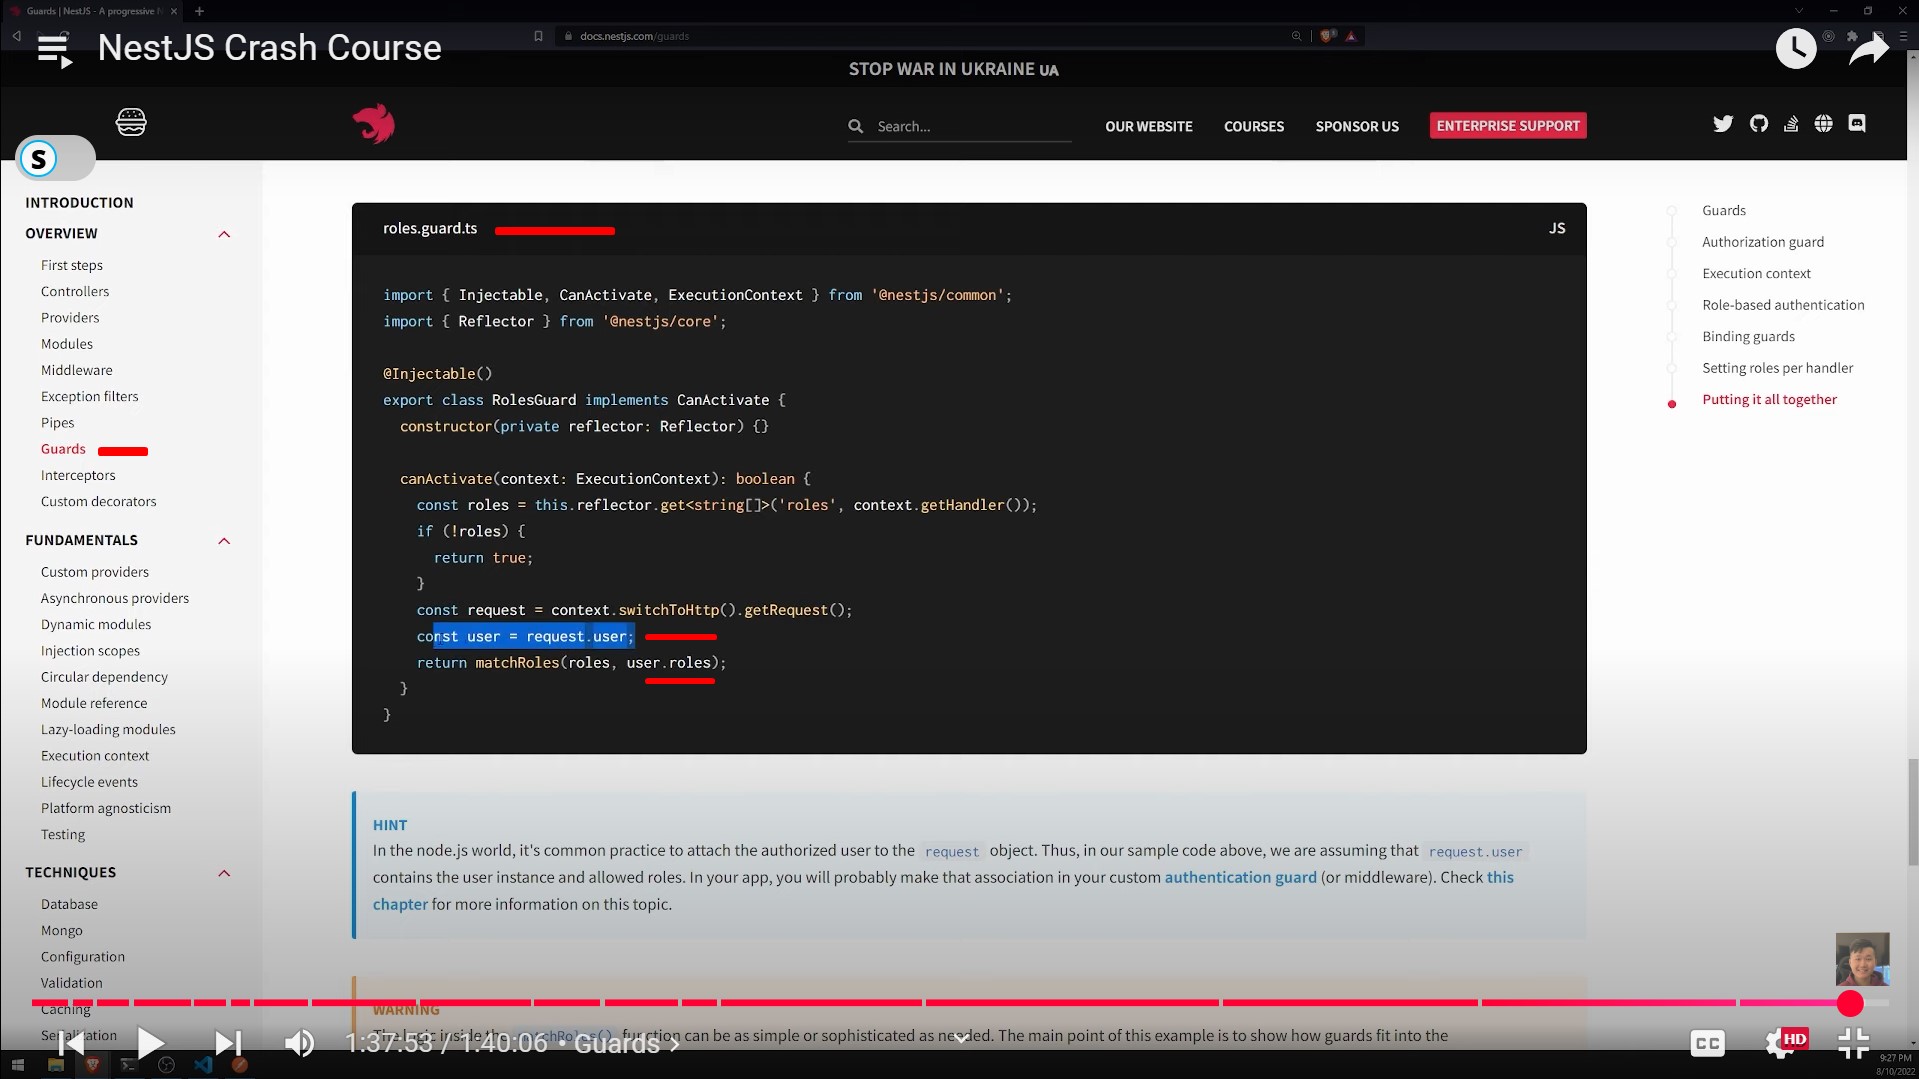 Guards | NestJS - A progressive N
docs.nestjs.com/guards
NestJS Crash Course
STOP WAR IN UKRAINE UA
Search...
OUR WEBSITE
COURSES
SPONSOR US
ENTERPRISE SUPPORT
S
INTRODUCTION
OVERVIEW
First steps
Controllers
Providers
Modules
Middleware
Exception filters
Pipes
Guards
Interceptors
Custom decorators
FUNDAMENTALS
Custom providers
Asynchronous providers
Dynamic modules
Injection scopes
Circular dependency
Module reference
Lazy-loading modules
Execution context
Lifecycle events
Platform agnosticism
Testing
TECHNIQUES
Database
Mongo
Configuration
Validation
Caching
Serialization
roles.guard.ts
JS
import { Injectable, CanActivate, ExecutionContext } from '@nestjs/common';
import { Reflector } from '@nestjs/core';
@Injectable()
export class RolesGuard implements CanActivate {
constructor(private reflector: Reflector) {}
canActivate(context: ExecutionContext): boolean {
const roles = this.reflector.get<string[]>('roles', context.getHandler());
if (!roles) {
return true;
}
const request = context.switchToHttp().getRequest();
const user = request.user;
return matchRoles(roles, user.roles);
}
}
HINT
In the node.js world, it's common practice to attach the authorized user to the request object. Thus, in our sample code above, we are assuming that request.user
contains the user instance and allowed roles. In your app, you will probably make that association in your custom authentication guard (or middleware). Check this
chapter for more information on this topic.
WARNING
The logic inside the matchRoles() function can be as simple or sophisticated as needed. The main point of this example is to show how guards fit into the
Guards
Authorization guard
Execution context
Role-based authentication
Binding guards
Setting roles per handler
Putting it all together
1:37:53 / 1:40:06 • Guards >
CC
HD
9:27 PM
8/10/2022